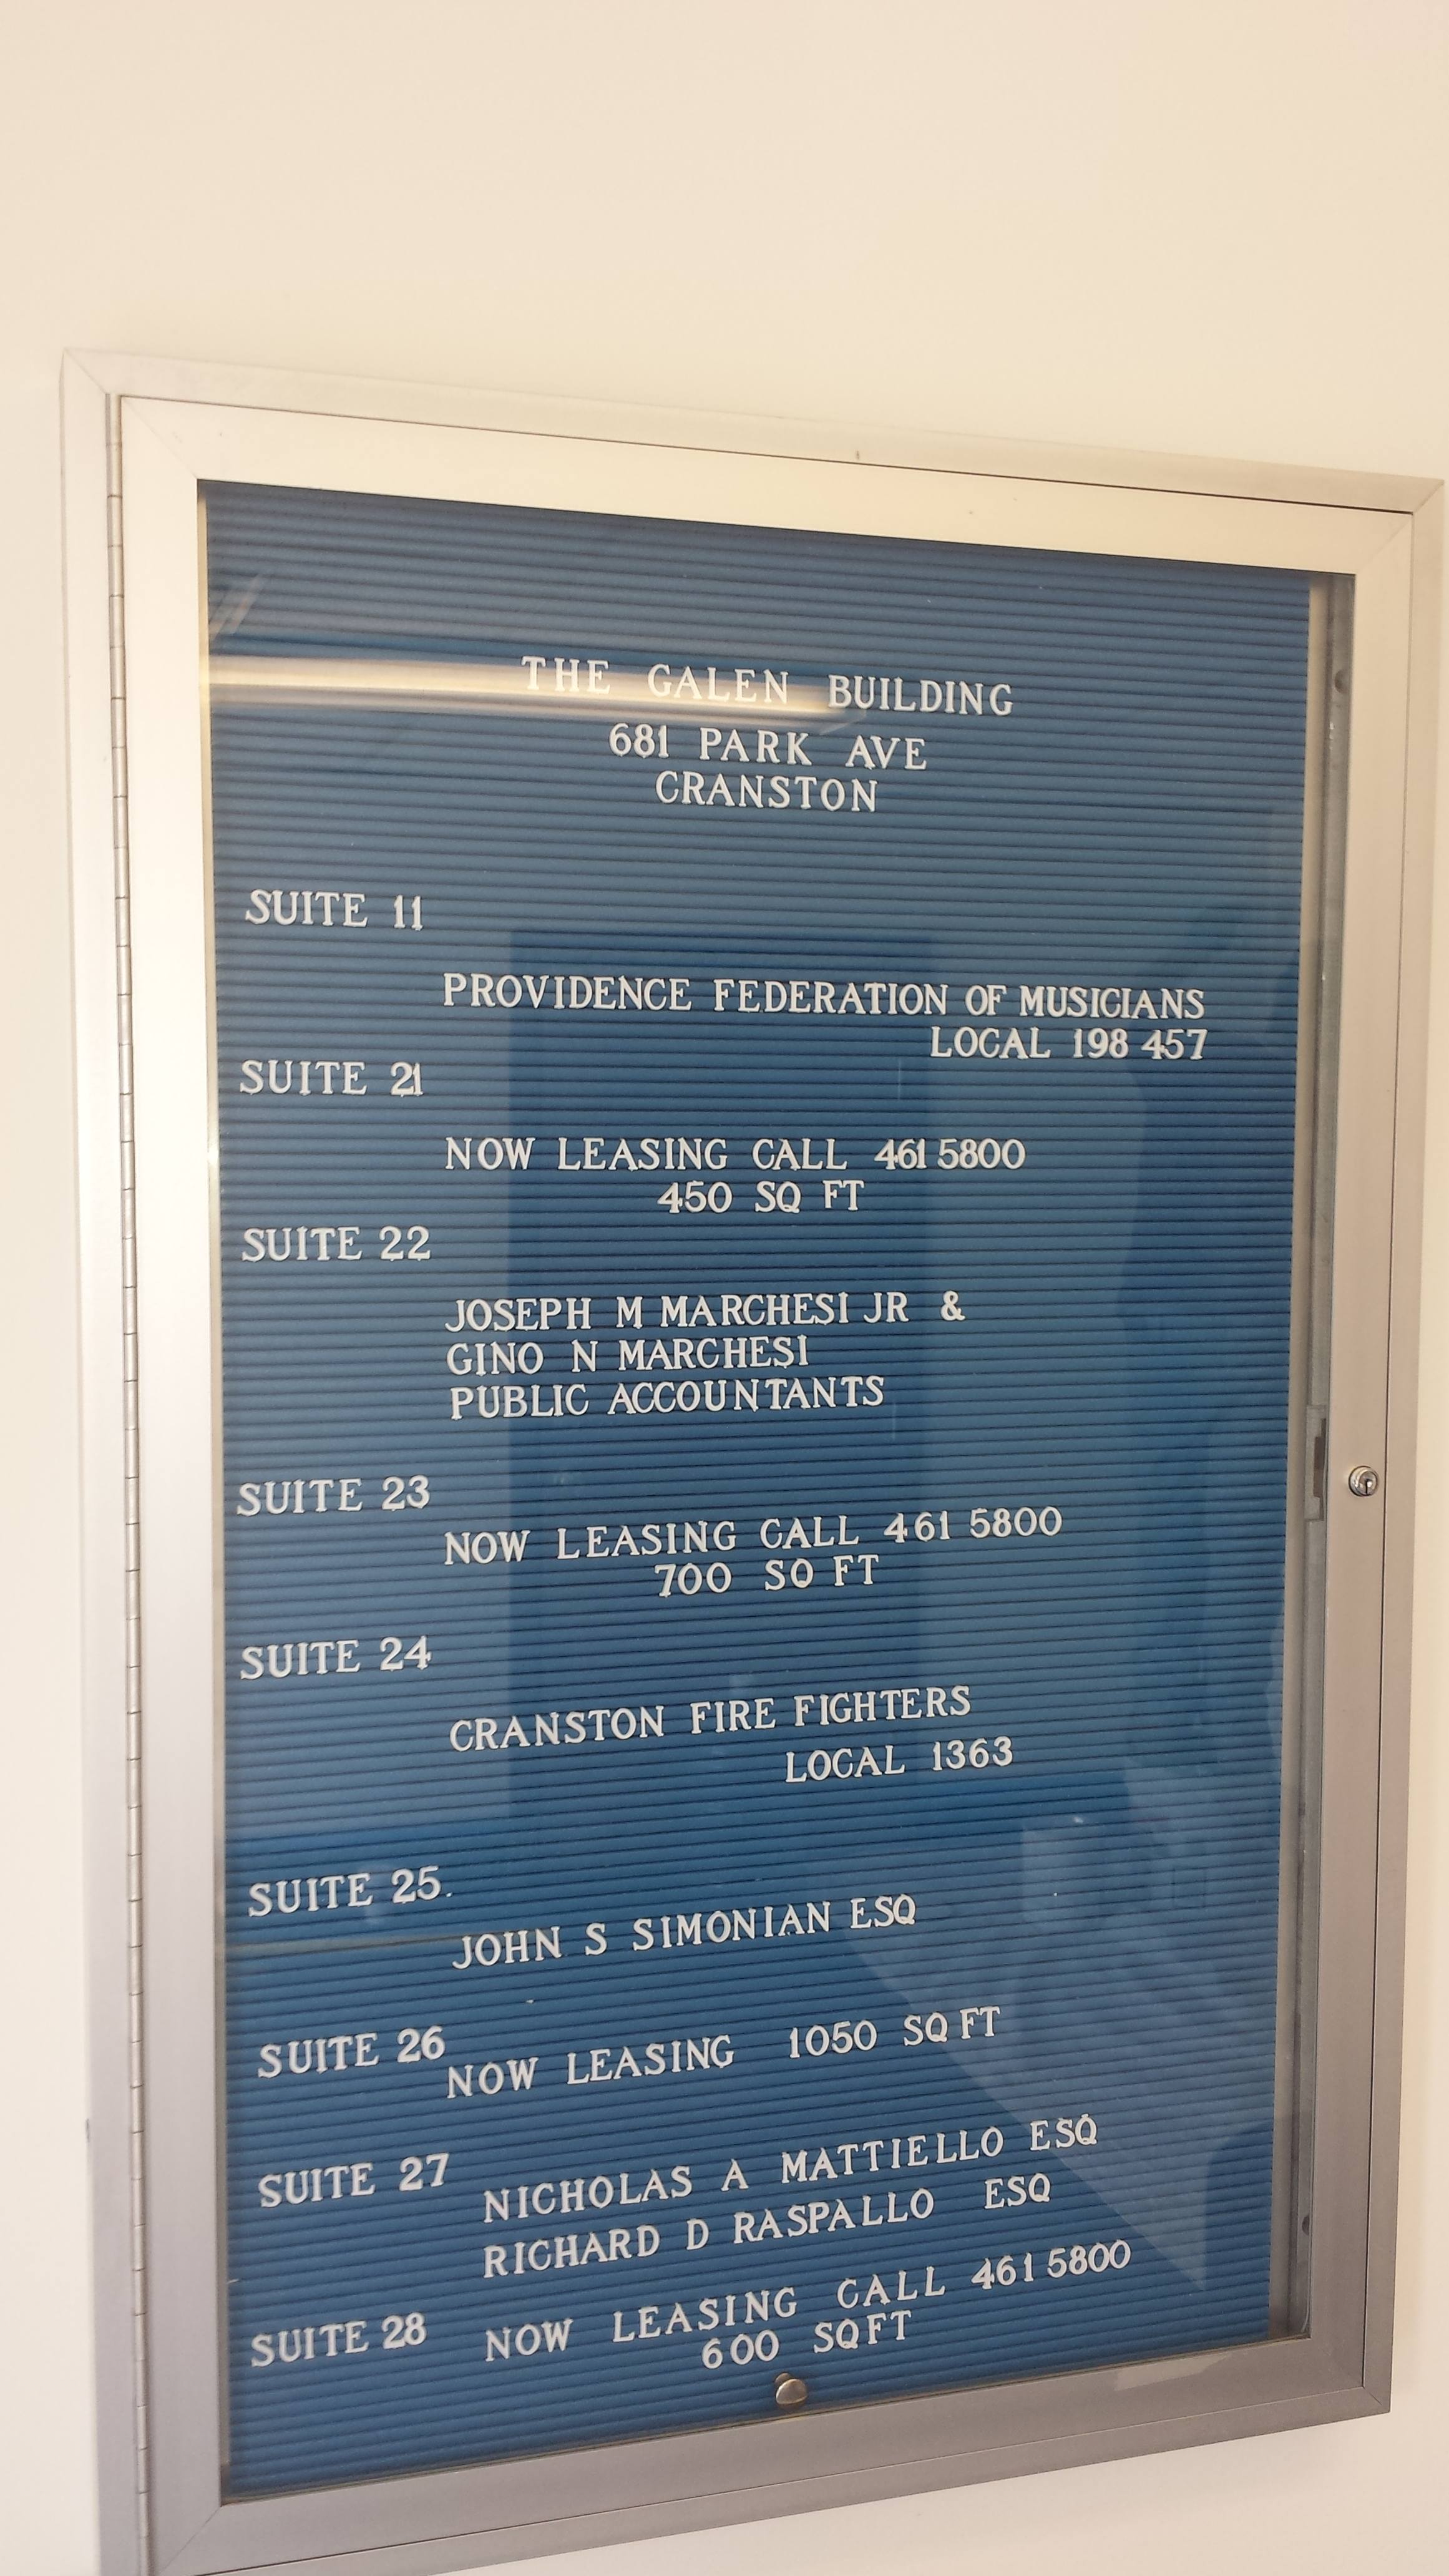 THE GALEN BUILDING
681 PARK AVE
CRANSTON
SUITE 11
PROVIDENCE FEDERATION OF MUSICIANS
LOCAL 198 457
SUITE 21
NOW LEASING CALL 461 5800
450 SQ FT
SUITE 22
JOSEPH M MARCHESI JR &
GINO N MARCHESI
PUBLIC ACCOUNTANTS
SUITE 23
NOW LEASING CALL 461 5800
700 SO FT
SUITE 24
CRANSTON FIRE FIGHTERS
LOCAL 1363
SUITE 25.
JOHN S SIMONIAN ESQ
SUITE 26
NOW LEASING 1050 SQ FT
SUITE 27 NICHOLAS A MATTIELLO ESQ
RICHARD D RASPALLO ESQ
SUITE 28 NOW LEASING CALL 461 5800
600 SQ FT